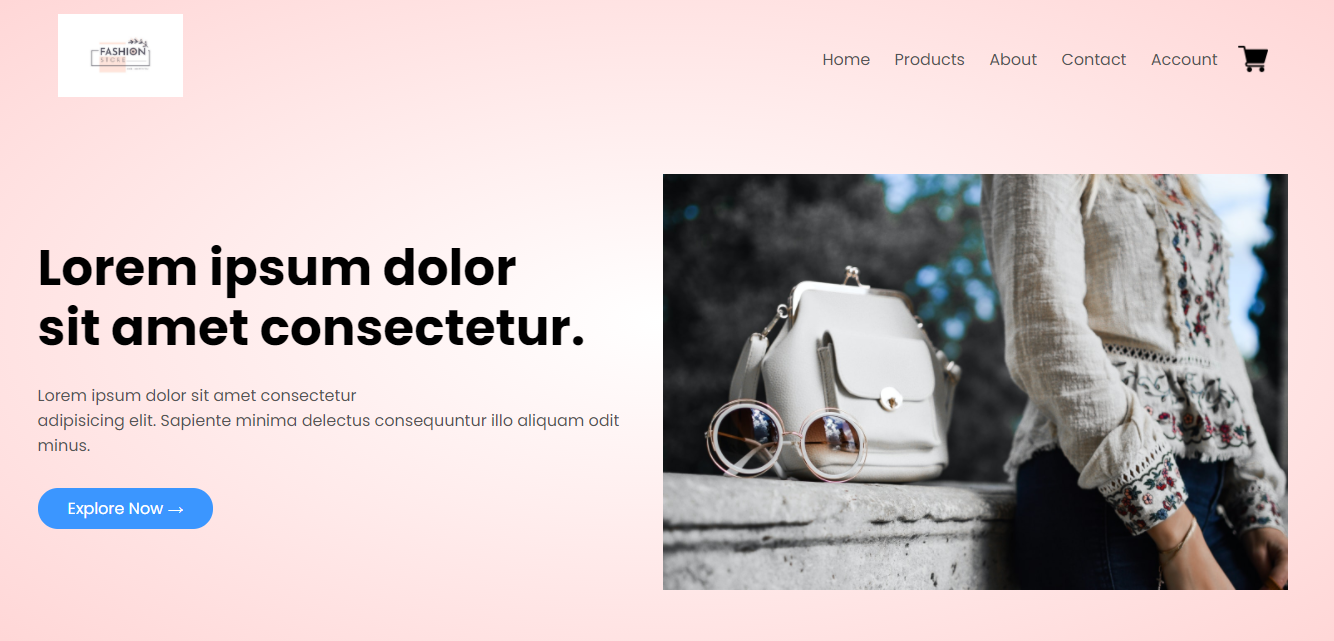 FASHION
STORE
Home Products About Contact Account
Lorem ipsum dolor
sit amet consectetur.
Lorem ipsum dolor sit amet consectetur
adipisicing elit. Sapiente minima delectus consequuntur illo aliquam odit
minus.
Explore Now →